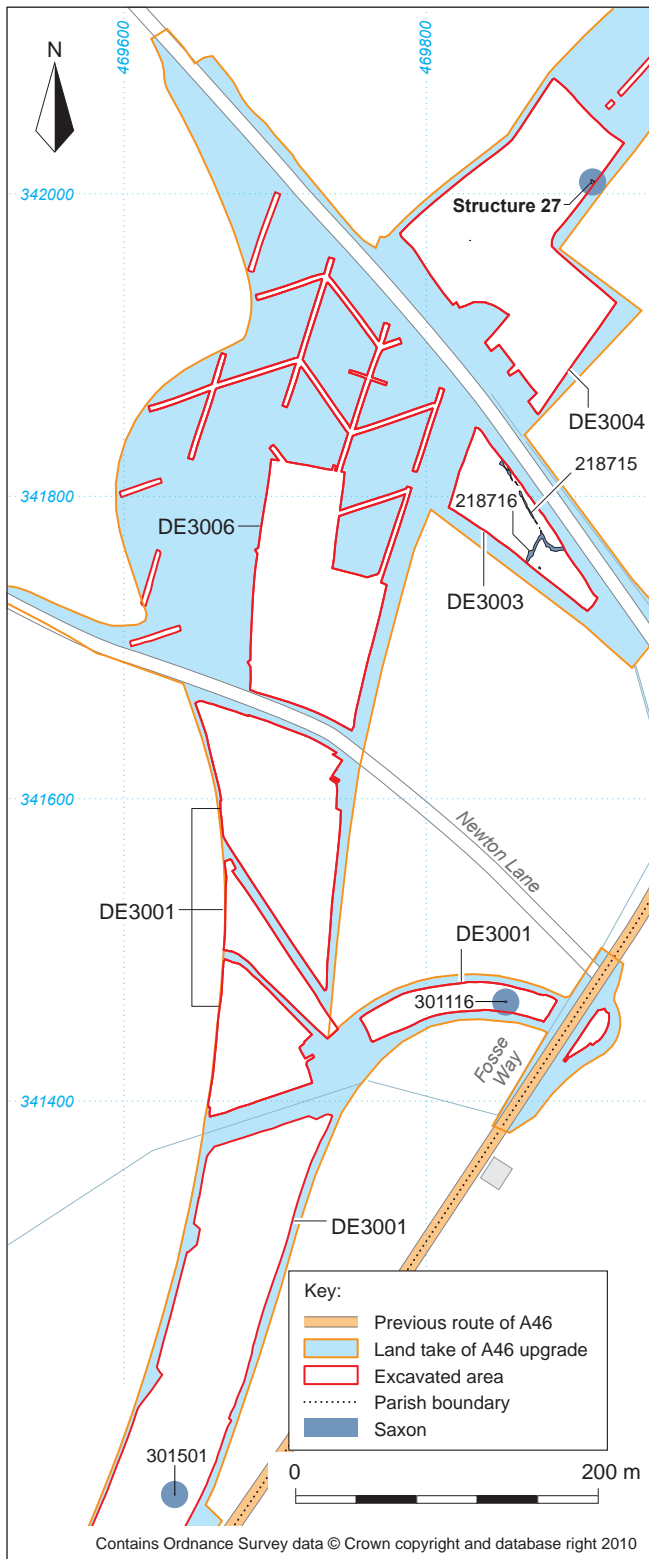 469600
469800
N
342000
Structure 27
DE3004
218715
341800
218716
DE3006
DE3003
341600
Newton Lane
DE3001
DE3001
301116
Fosse
Way
341400
DE3001
Key:
Previous route of A46
Land take of A46 upgrade
Excavated area
Parish boundary
Saxon
301501
0
200 m
Contains Ordnance Survey data © Crown copyright and database right 2010